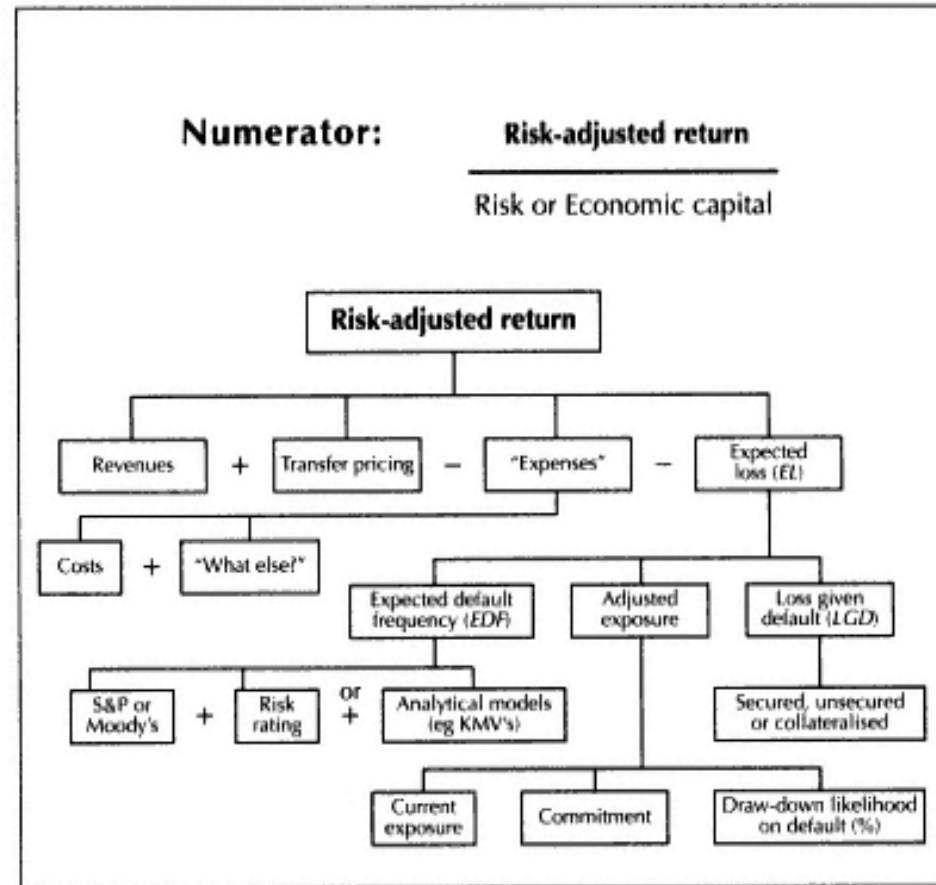 Numerator: Risk-adjusted return
Risk or Economic capital
Risk-adjusted return
Revenues + Transfer pricing – "Expenses" – Expected
loss (EL)
Costs + "What else?"
Expected default
frequency (EDF)
Adjusted
exposure
Loss given
default (LGD)
S&P or
Moody's
+
Risk
rating
or
+
Analytical models
(eg KMV's)
Secured, unsecured
or collateralised
Current
exposure
Commitment
Draw-down likelihood
on default (%)